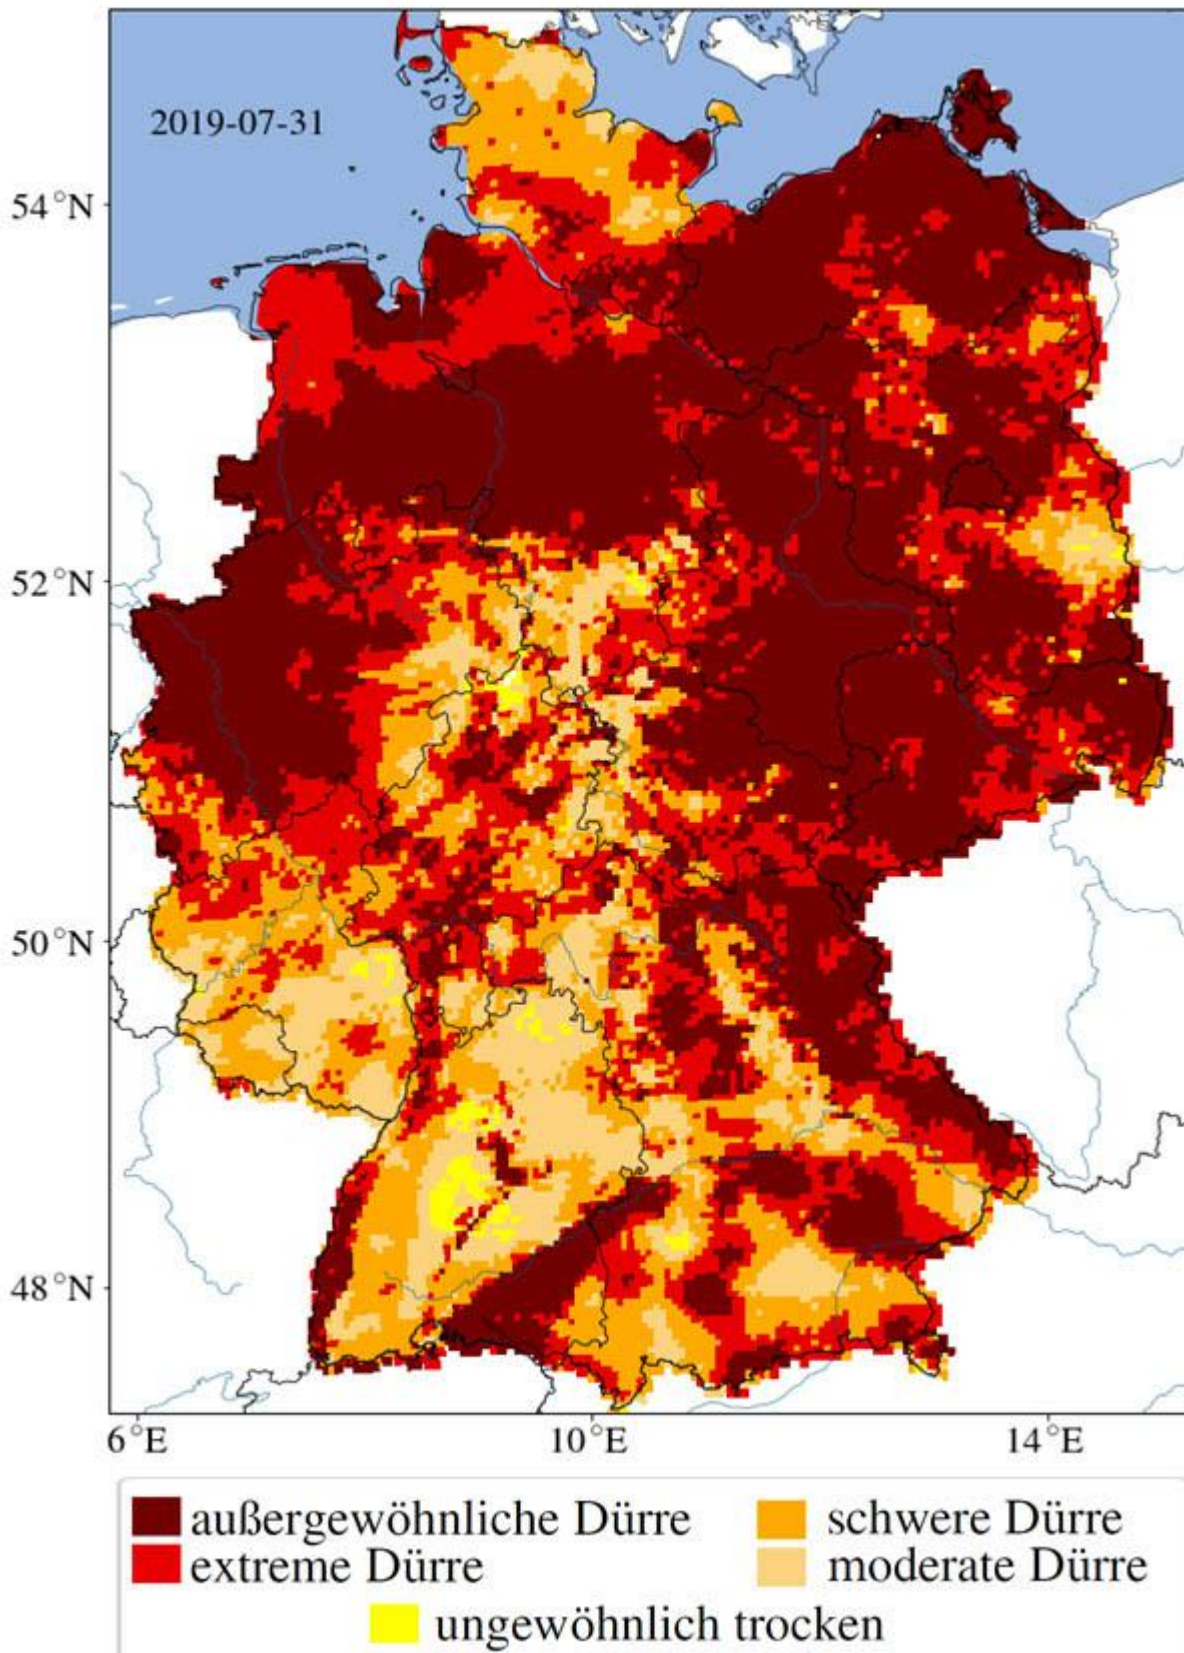 2019-07-31
54°N
52°N
50°N
48°N
6°E 10°E 14°E
außergewöhnliche Dürre schwere Dürre
extreme Dürre moderate Dürre
ungewöhnlich trocken